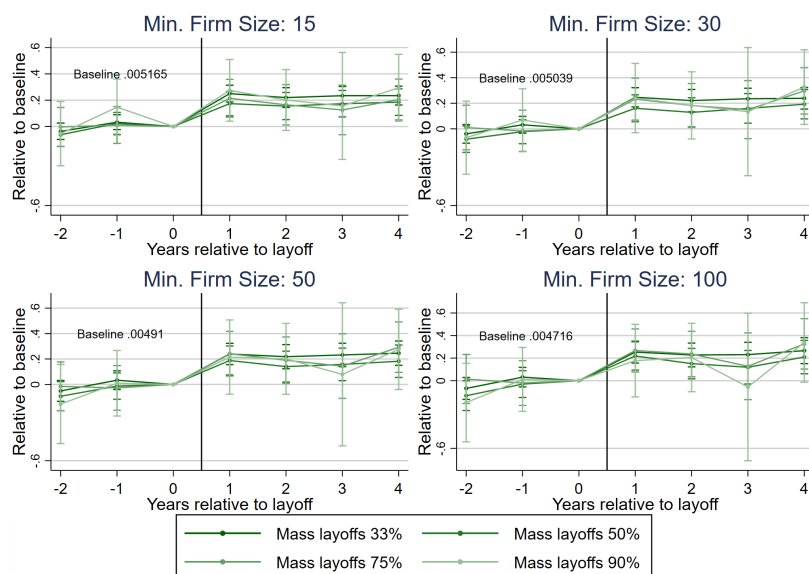 Min. Firm Size: 15
Relative to baseline
.6
.4
.2
0
-.6
Baseline .005165
-2 -1 0 1 2 3 4
Years relative to layoff
Min. Firm Size: 30
Relative to baseline
.6
.4
.2
0
-.6
Baseline .005039
-2 -1 0 1 2 3 4
Years relative to layoff
Min. Firm Size: 50
Relative to baseline
.6
.4
.2
0
-.6
Baseline .00491
-2 -1 0 1 2 3 4
Years relative to layoff
Min. Firm Size: 100
Relative to baseline
.6
.4
.2
0
-.6
Baseline .004716
-2 -1 0 1 2 3 4
Years relative to layoff
Mass layoffs 33% Mass layoffs 50%
Mass layoffs 75% Mass layoffs 90%